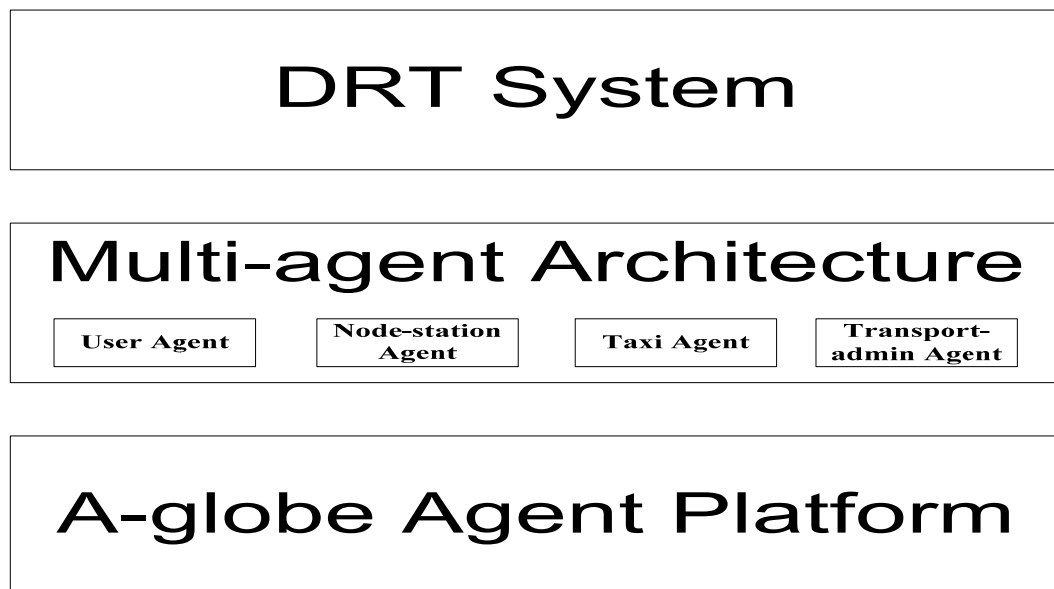 DRT System
Multi-agent Architecture
User Agent
Node-station
Agent
Taxi Agent
Transport-
admin Agent
A-globe Agent Platform